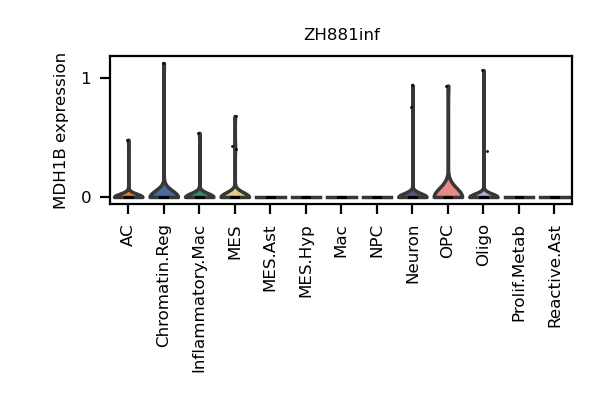 ZH881inf
MDH1B expression
1
0
AC
Chromatin.Reg
Inflammatory.Mac
MES
MES.Ast
MES.Hyp
Mac
NPC
Neuron
OPC
Oligo
Prolif.Metab
Reactive.Ast